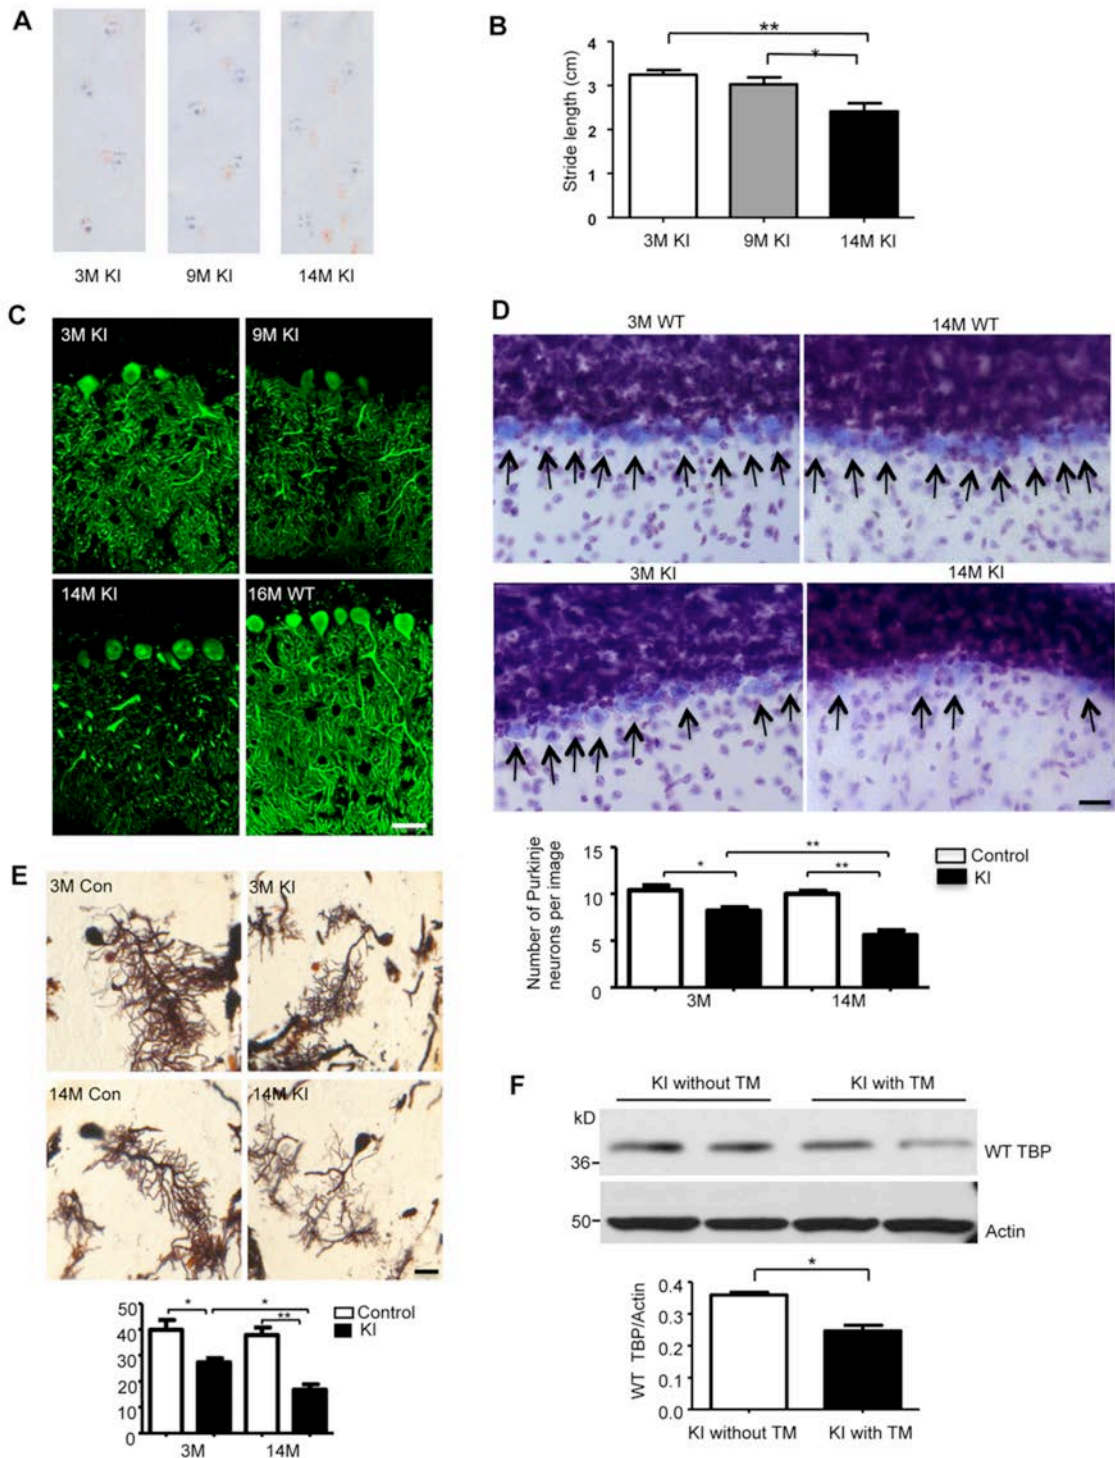 A
3M KI
9M KI
14M KI
B
**
*
Stride length (cm)
4
3
2
1
0
3M KI
9M KI
14M KI
C
3M KI
9M KI
14M KI
16M WT
D
3M WT
14M WT
3M KI
14M KI
Number of Purkinje
neurons per image
15
10
5
0
*
**
**
Control
KI
3M
14M
E
3M Con
3M KI
14M Con
14M KI
50
40
30
20
10
0
*
*
**
Control
KI
3M
14M
F
KI without TM
KI with TM
kD
36
WT TBP
50
Actin
*
WT TBP/Actin
0.4
0.3
0.2
0.1
0.0
KI without TM
KI with TM